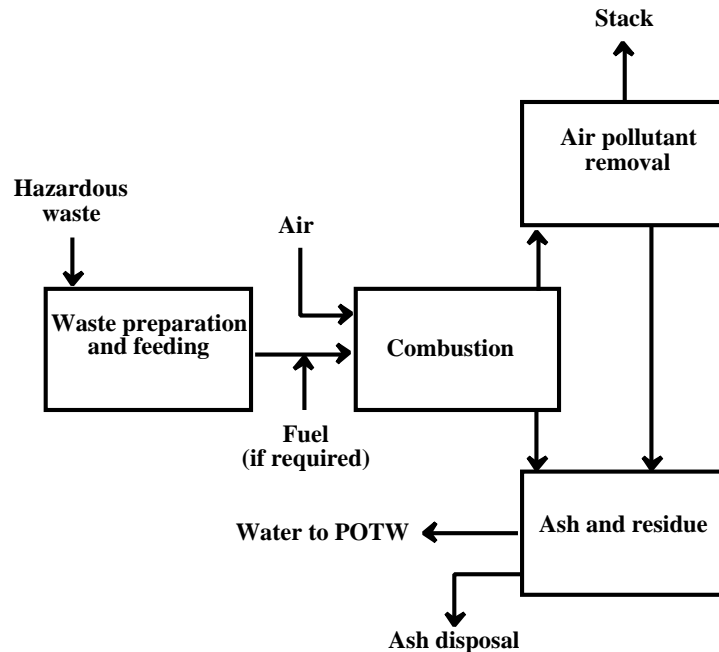 Stack
Air pollutant
removal
Hazardous
waste
Air
Waste preparation
and feeding
Combustion
Fuel
(if required)
Ash and residue
Water to POTW
Ash disposal